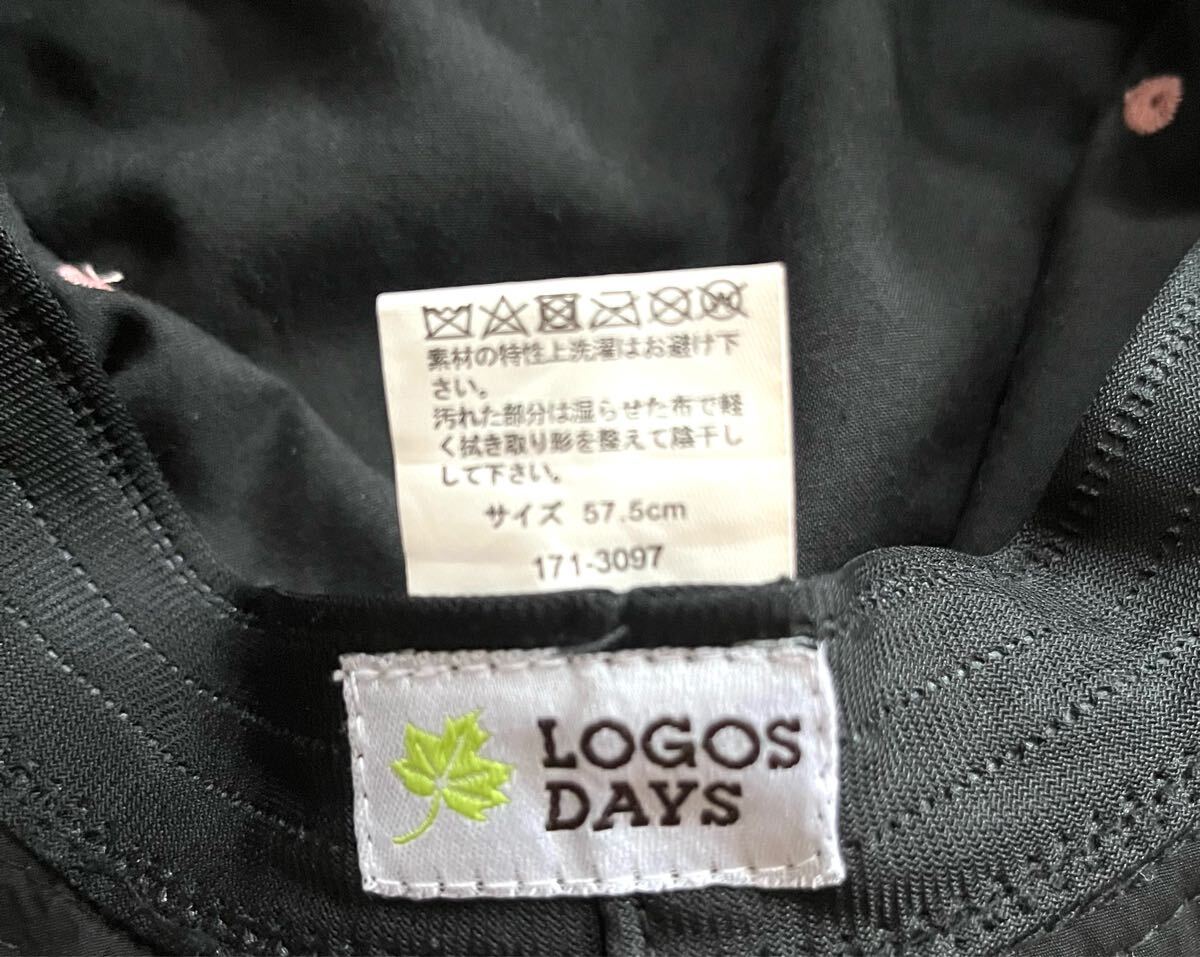 素材の特性上洗濯はお避け下
さい。
汚れた部分は湿らせた布で軽
く拭き取り形を整えて陰干し
して下さい。
サイズ 57.5cm
171-3097
LOGOS
DAYS